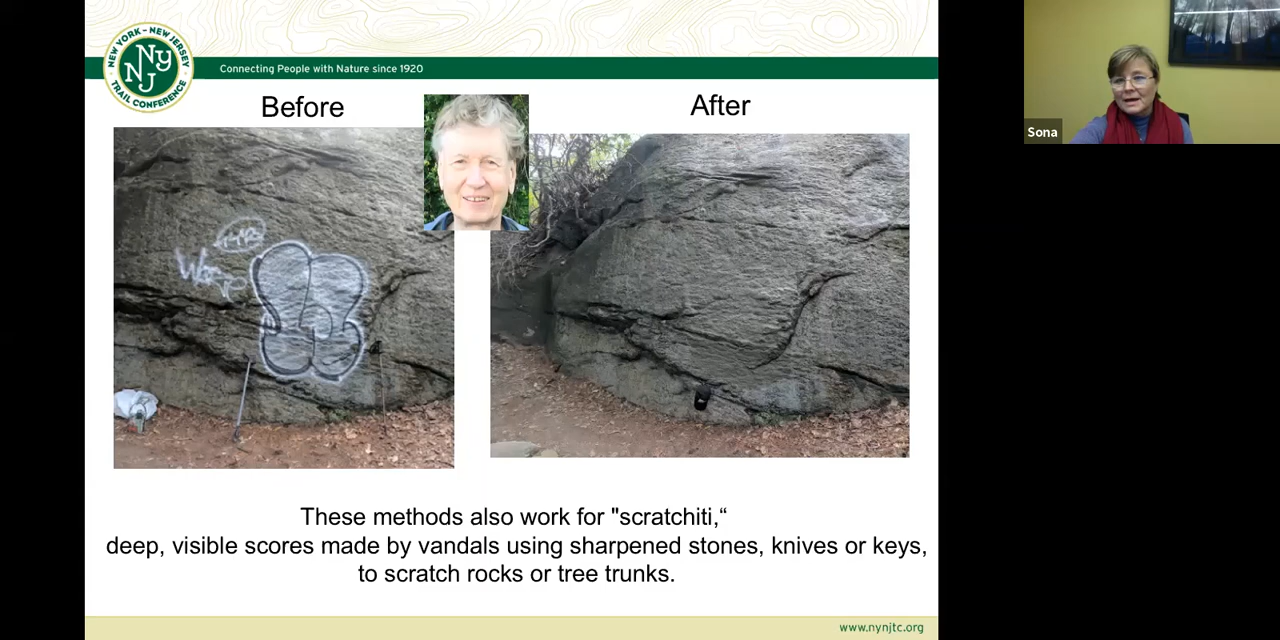 NEW YORK - NEW JERSEY
NY
NJ
TRAIL CONFERENCE
Connecting People with Nature since 1920
Before
After
Sona
These methods also work for "scratchiti,“
deep, visible scores made by vandals using sharpened stones, knives or keys,
to scratch rocks or tree trunks.
www.nynjtc.org